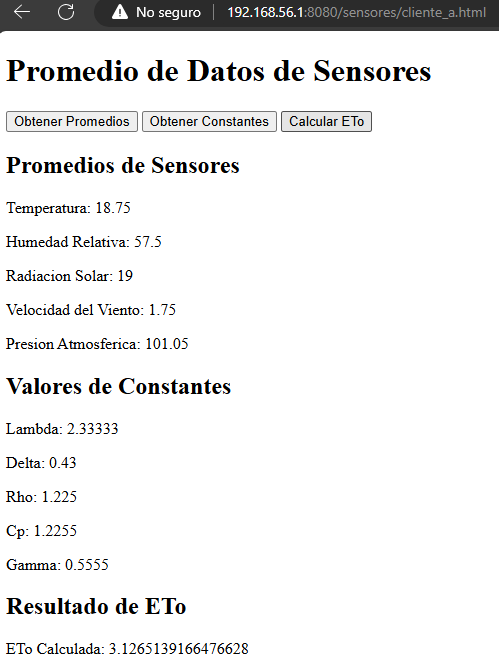 No seguro 192.168.56.1:8080/sensores/cliente_a.html
Promedio de Datos de Sensores
Obtener Promedios Obtener Constantes Calcular ETo
Promedios de Sensores
Temperatura: 18.75
Humedad Relativa: 57.5
Radiacion Solar: 19
Velocidad del Viento: 1.75
Presion Atmosferica: 101.05
Valores de Constantes
Lambda: 2.33333
Delta: 0.43
Rho: 1.225
Cp: 1.2255
Gamma: 0.5555
Resultado de ETo
ETo Calculada: 3.1265139166476628